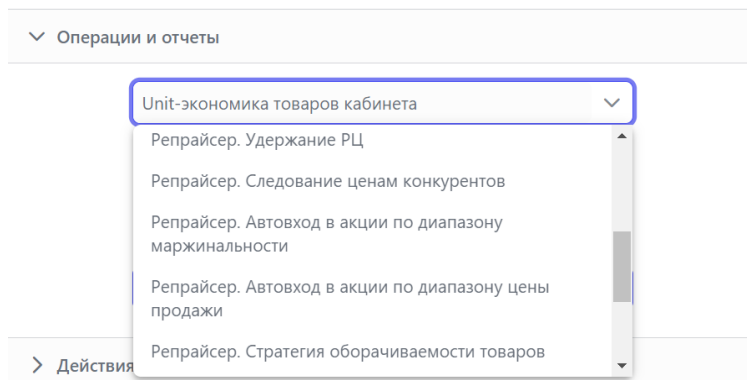 Операции и отчеты
Unit-экономика товаров кабинета
Репрайсер. Удержание РЦ
Репрайсер. Следование ценам конкурентов
Репрайсер. Автовход в акции по диапазону
маржинальности
Репрайсер. Автовход в акции по диапазону цены
продажи
Репрайсер. Стратегия оборачиваемости товаров
Действия